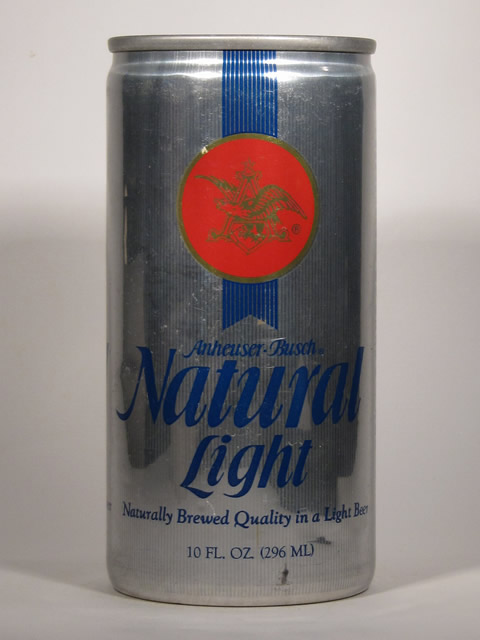 Anheuser-Busch®
Natural
Light
Naturally Brewed Quality in a Light Beer
10 FL. OZ. (296 ML)